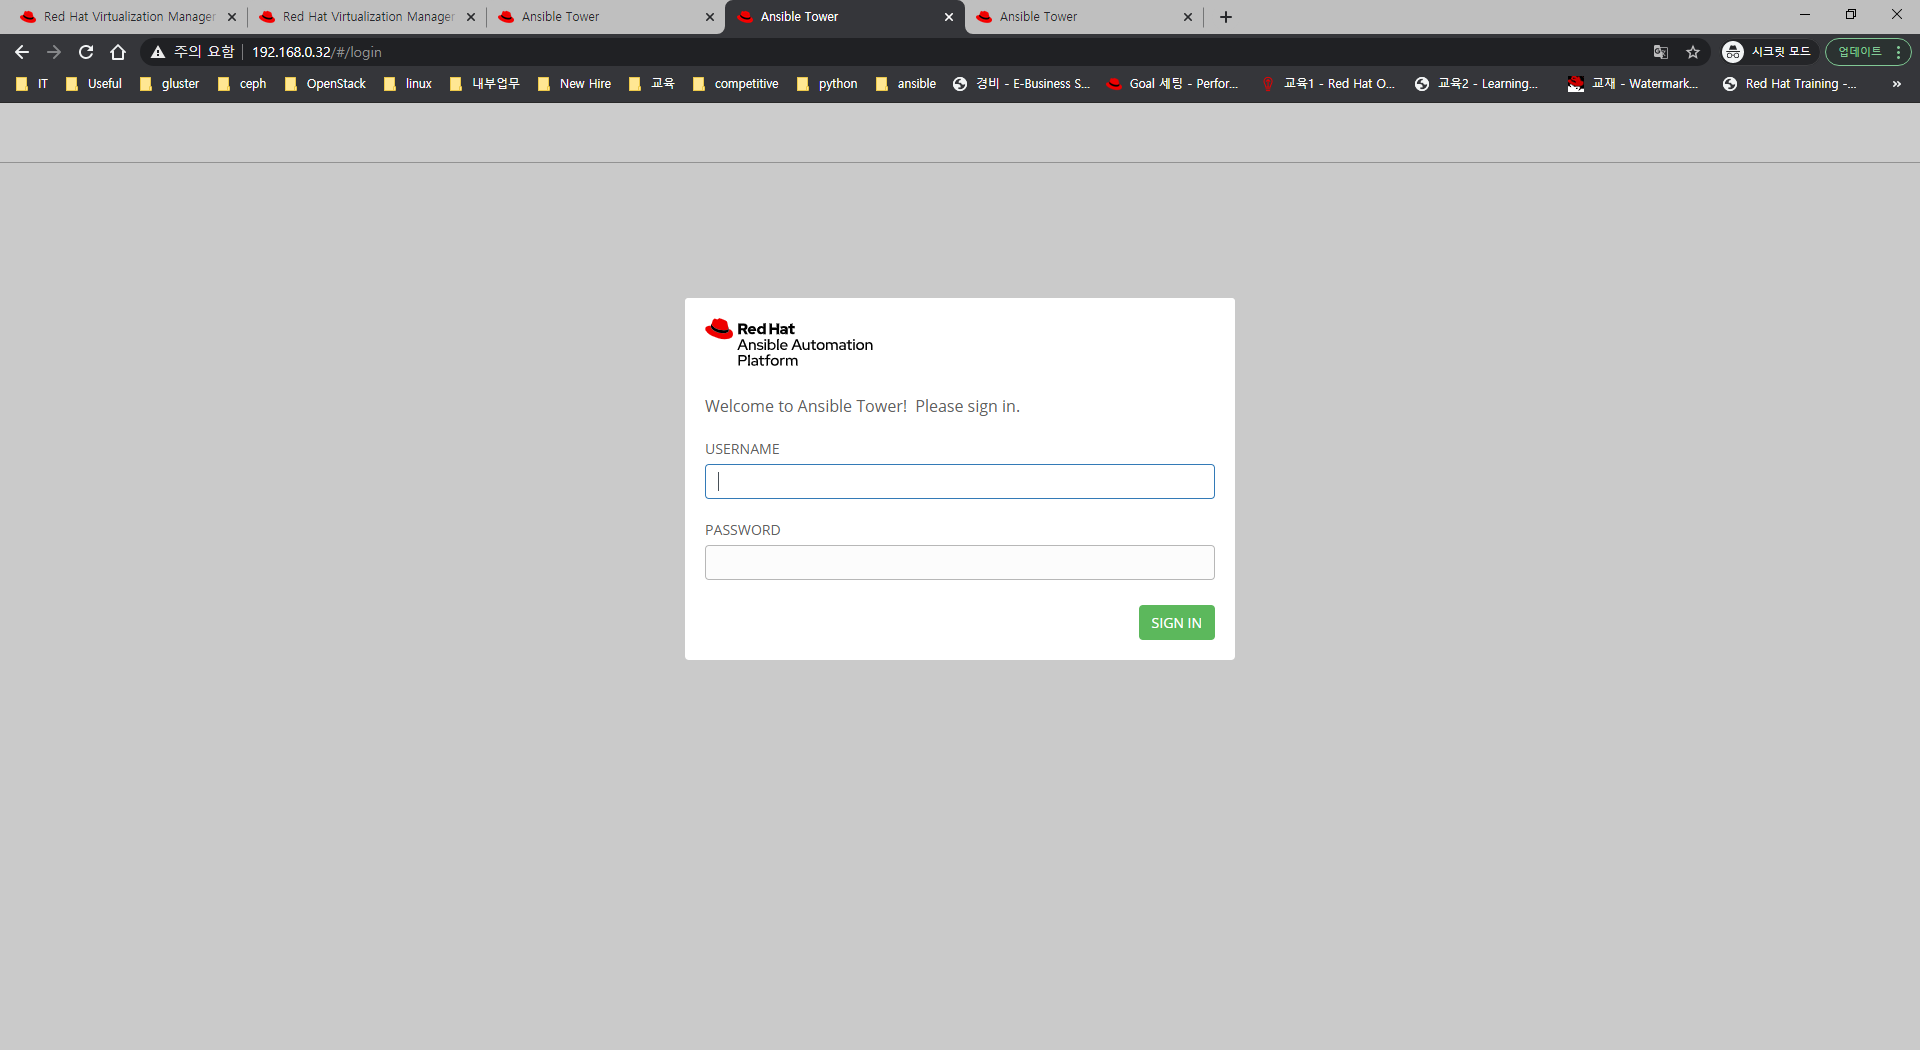 Red Hat Virtualization Manager
Red Hat Virtualization Manager
Ansible Tower
Ansible Tower
Ansible Tower
주의 요함
192.168.0.32/#/login
시크릿 모드
업데이트
IT
Useful
gluster
ceph
OpenStack
linux
내부업무
New Hire
교육
competitive
python
ansible
경비 - E-Business S...
Goal 세팅 - Perfor...
교육1 - Red Hat O...
교육2 - Learning...
교재 - Watermark...
Red Hat Training -...
»
Red Hat
Ansible Automation
Platform
Welcome to Ansible Tower!  Please sign in.
USERNAME
PASSWORD
SIGN IN